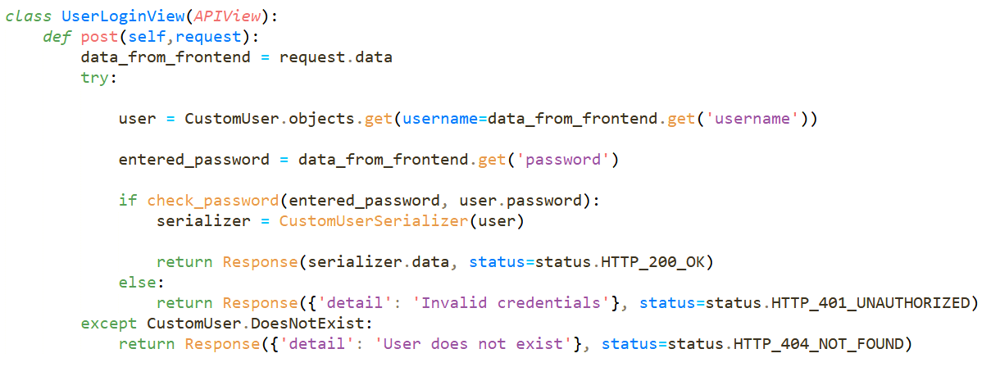 class UserLoginView(APIView):
    def post(self,request):
        data_from_frontend = request.data
        try:

            user = CustomUser.objects.get(username=data_from_frontend.get('username'))

            entered_password = data_from_frontend.get('password')

            if check_password(entered_password, user.password):
                serializer = CustomUserSerializer(user)

                return Response(serializer.data, status=status.HTTP_200_OK)
            else:
                return Response({'detail': 'Invalid credentials'}, status=status.HTTP_401_UNAUTHORIZED)
        except CustomUser.DoesNotExist:
            return Response({'detail': 'User does not exist'}, status=status.HTTP_404_NOT_FOUND)